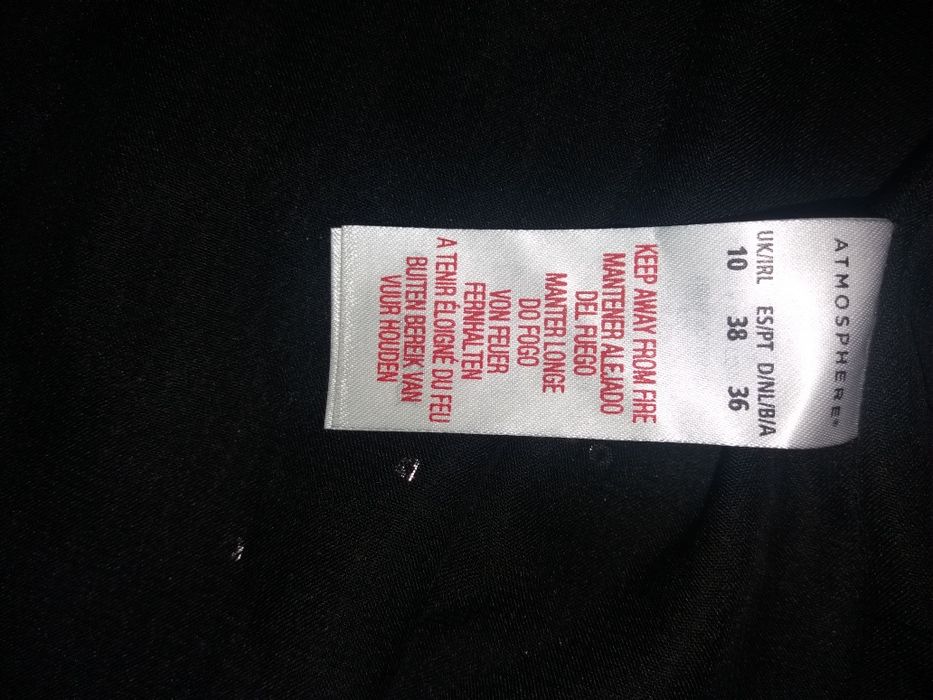 ATMOSPHERE®
UK/IRL ES/PT D/NL/B/A
10 38 36
KEEP AWAY FROM FIRE
MANTENER ALEJADO
DEL FUEGO
MANTER LONGE
DO FOGO
VON FEUER
FERNHALTEN
A TENIR ÉLOIGNÉ DU FEU
BUITEN BEREIK VAN
VUUR HOUDEN